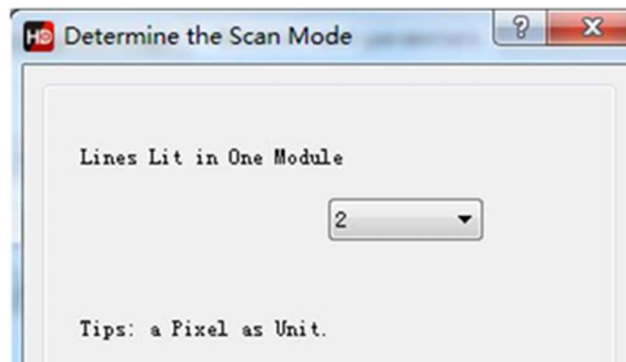 HD Determine the Scan Mode ? X
Lines Lit in One Module
2
Tips: a Pixel as Unit.